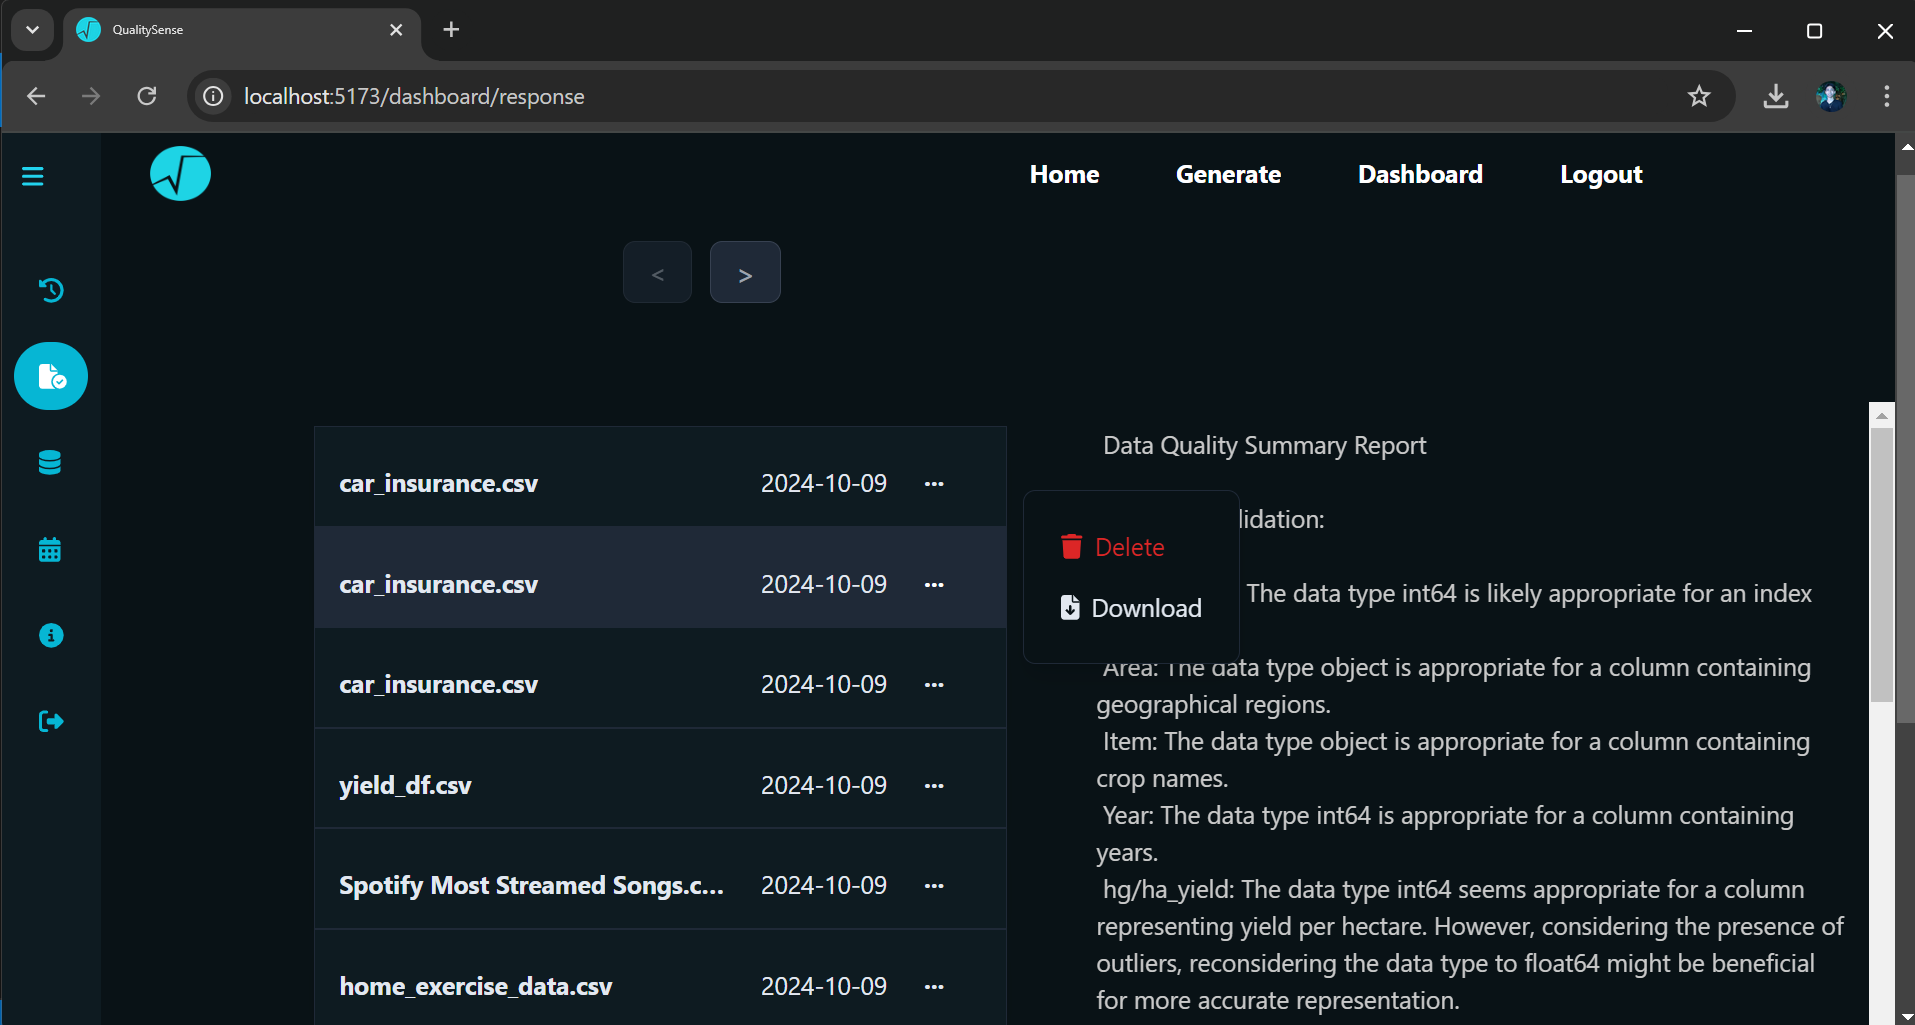 QualitySense
localhost:5173/dashboard/response
Home Generate Dashboard Logout
< >
car_insurance.csv 2024-10-09 ...
car_insurance.csv 2024-10-09 ...
car_insurance.csv 2024-10-09 ...
yield_df.csv 2024-10-09 ...
Spotify Most Streamed Songs.c... 2024-10-09 ...
home_exercise_data.csv 2024-10-09 ...
Delete
Download
Data Quality Summary Report
lidation:
The data type int64 is likely appropriate for an index
Area: The data type object is appropriate for a column containing
geographical regions.
Item: The data type object is appropriate for a column containing
crop names.
Year: The data type int64 is appropriate for a column containing
years.
hg/ha_yield: The data type int64 seems appropriate for a column
representing yield per hectare. However, considering the presence of
outliers, reconsidering the data type to float64 might be beneficial
for more accurate representation.